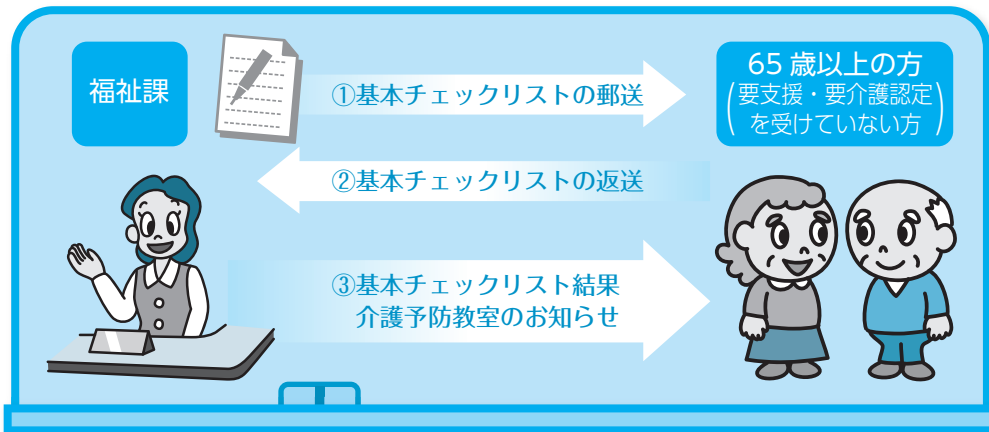 福祉課
①基本チェックリストの郵送
65 歳以上の方
(要支援・要介護認定
を受けていない方)
②基本チェックリストの返送
③基本チェックリスト結果
介護予防教室のお知らせ